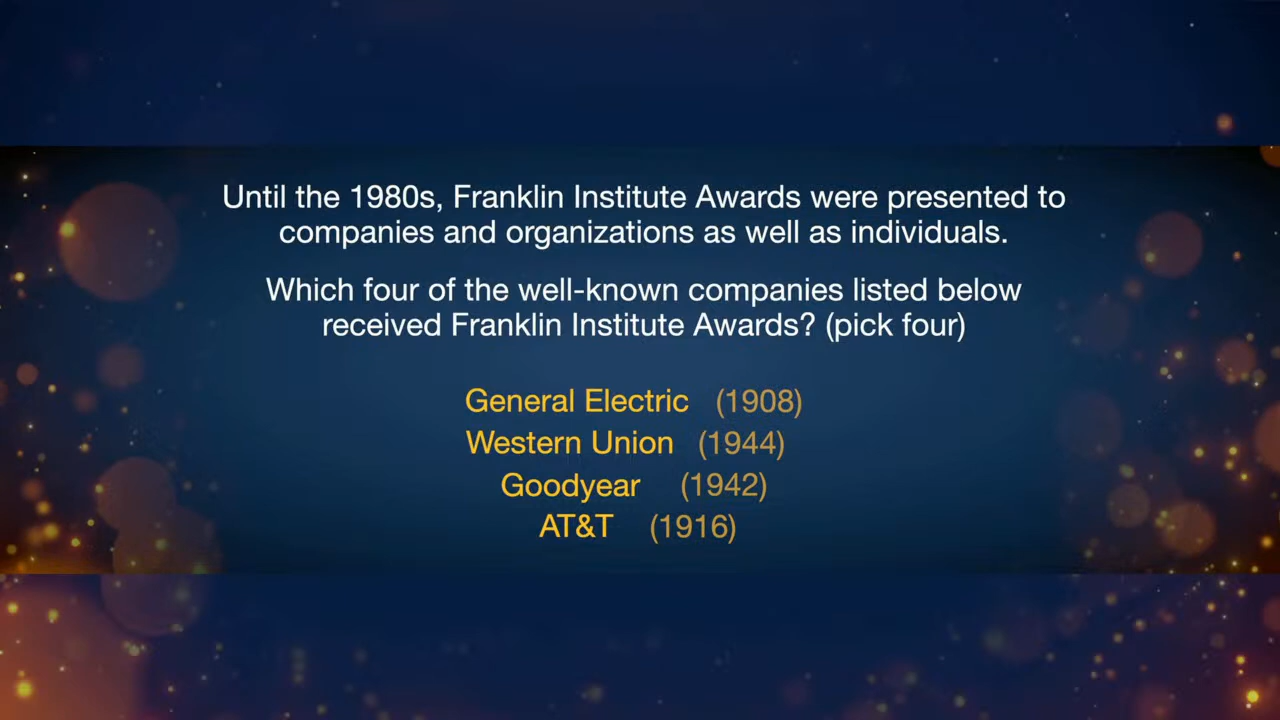 Until the 1980s, Franklin Institute Awards were presented to
companies and organizations as well as individuals.
Which four of the well-known companies listed below
received Franklin Institute Awards? (pick four)
General Electric (1908)
Western Union (1944)
Goodyear (1942)
AT&T (1916)